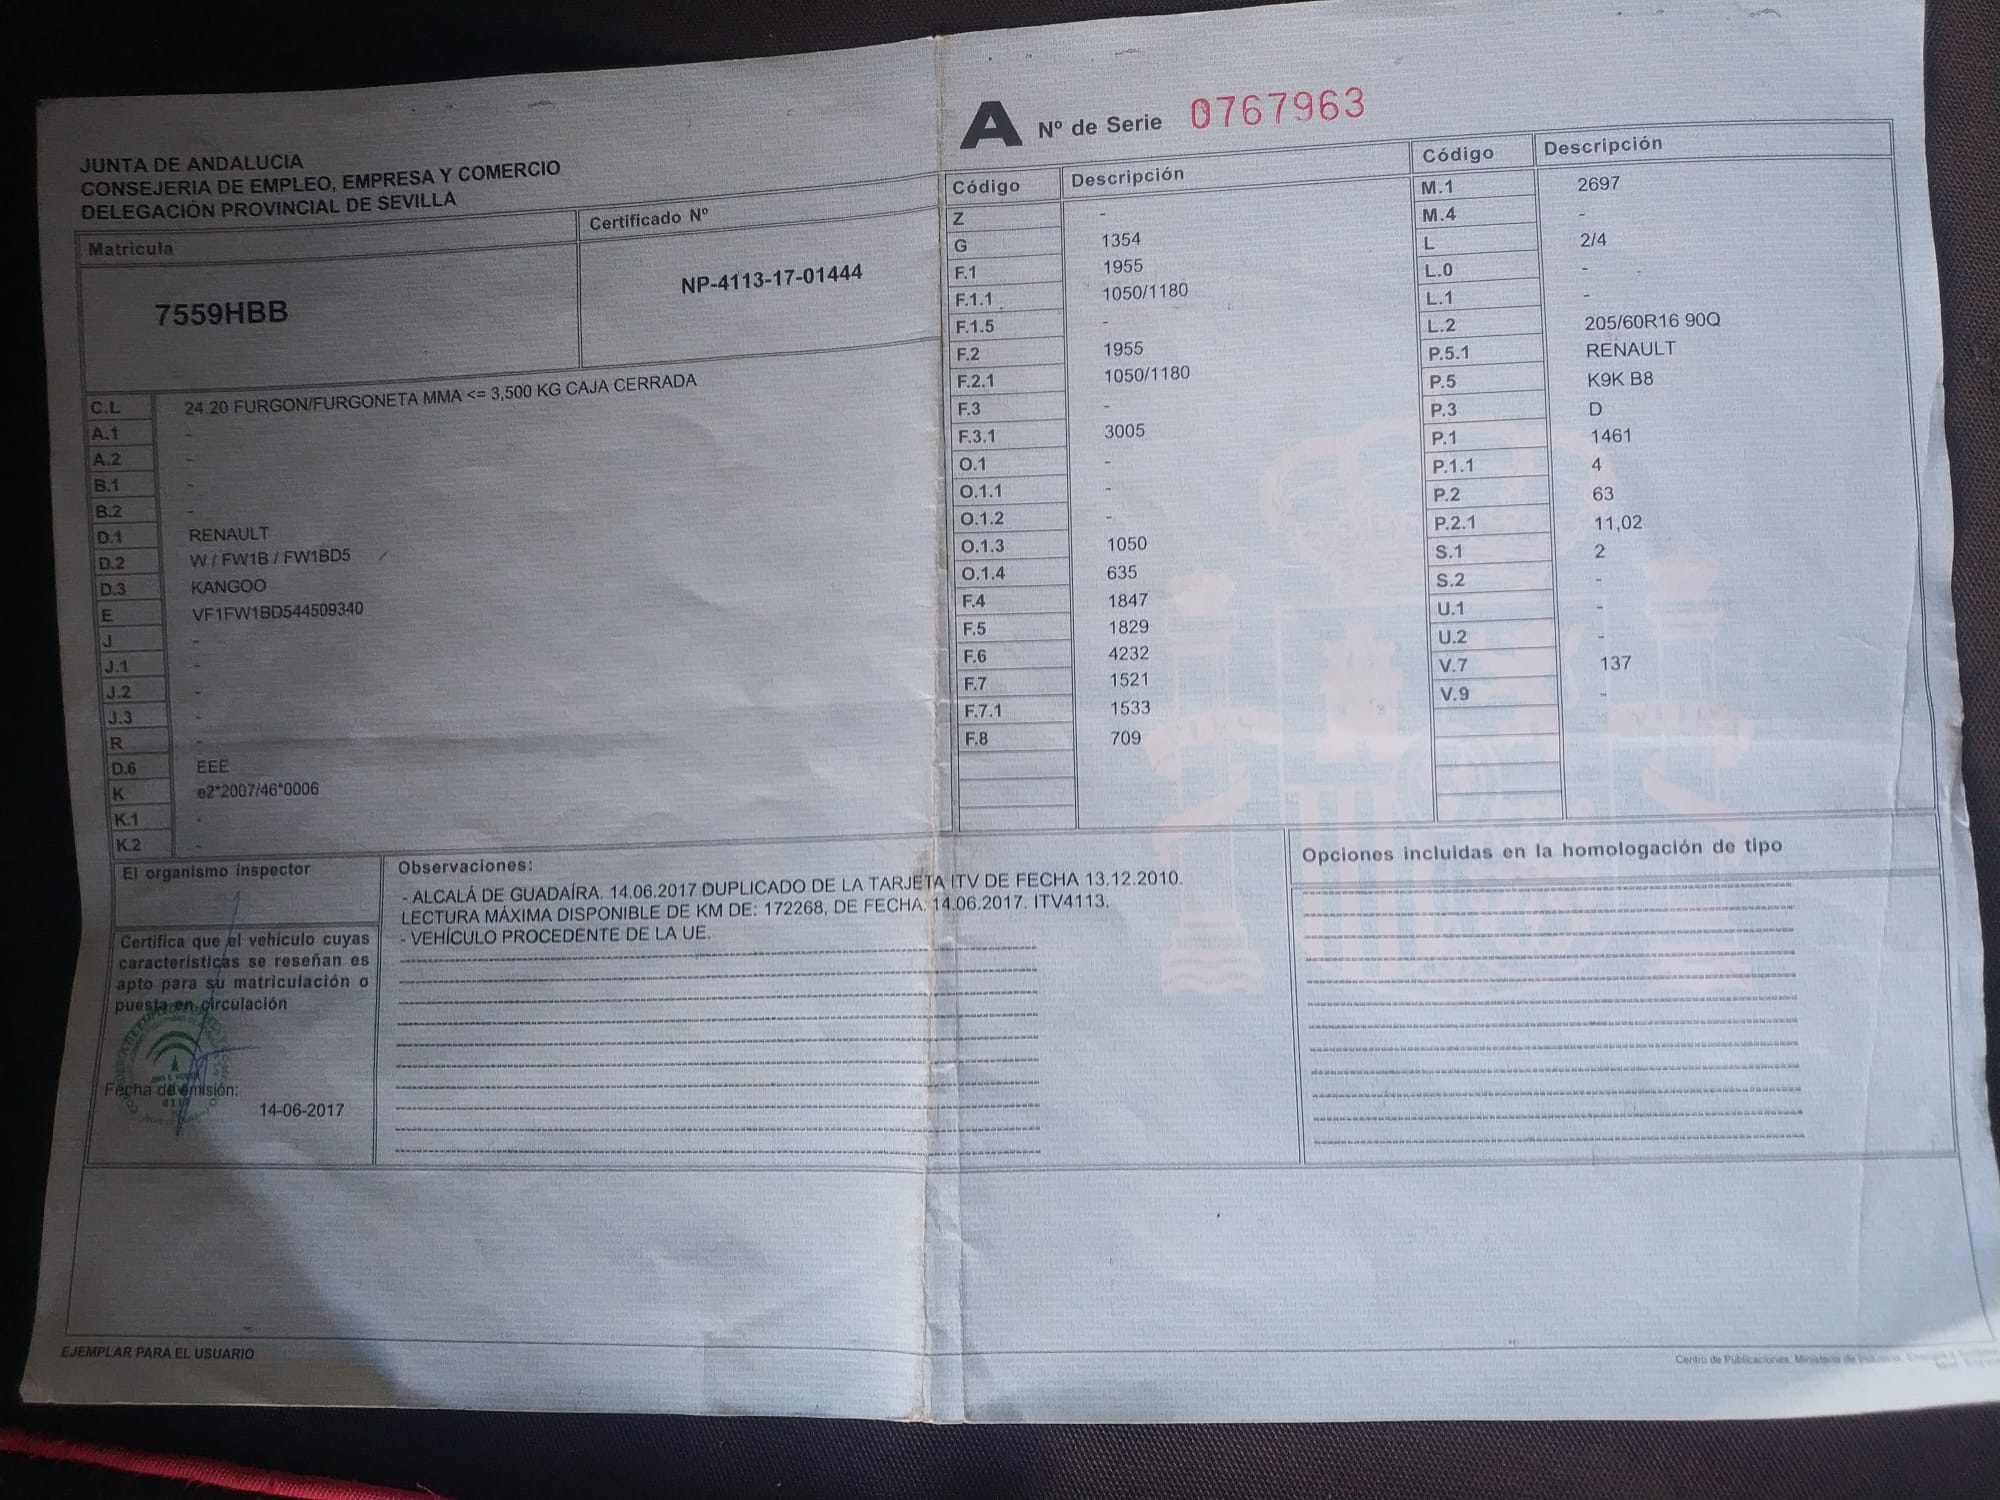 JUNTA DE ANDALUCIA
CONSEJERIA DE EMPLEO, EMPRESA Y COMERCIO
DELEGACIÓN PROVINCIAL DE SEVILLA
Matricula
Certificado Nº
7559HBB
NP-4113-17-01444
C.L 24.20 FURGON/FURGONETA MMA <= 3,500 KG CAJA CERRADA
A.1 -
A.2 -
B.1 -
B.2 -
D.1 RENAULT
D.2 W / FW1B / FW1BD5
D.3 KANGOO
E VF1FW1BD544509340
J -
J.1 -
J.2 -
J.3 -
R -
D.6 EEE
K e2*2007/46*0006
K.1 -
K.2 -
A Nº de Serie 0767963
Código Descripción
Z -
G 1354
F.1 1955
F.1.1 1050/1180
F.1.5 -
F.2 1955
F.2.1 1050/1180
F.3 -
F.3.1 3005
O.1 -
O.1.1 -
O.1.2 -
O.1.3 1050
O.1.4 635
F.4 1847
F.5 1829
F.6 4232
F.7 1521
F.7.1 1533
F.8 709
Código Descripción
M.1 2697
M.4 -
L 2/4
L.0 -
L.1 -
L.2 205/60R16 90Q
P.5.1 RENAULT
P.5 K9K B8
P.3 D
P.1 1461
P.1.1 4
P.2 63
P.2.1 11,02
S.1 2
S.2 -
U.1 -
U.2 -
V.7 137
V.9 -
El organismo inspector
Certifica que el vehículo cuyas
características se reseñan es
apto para su matriculación o
puesta en circulación
Fecha de emisión:
14-06-2017
Observaciones:
- ALCALÁ DE GUADAÍRA. 14.06.2017 DUPLICADO DE LA TARJETA ITV DE FECHA 13.12.2010.
LECTURA MÁXIMA DISPONIBLE DE KM DE: 172268, DE FECHA. 14.06.2017. ITV4113.
- VEHÍCULO PROCEDENTE DE LA UE.
Opciones incluidas en la homologación de tipo
EJEMPLAR PARA EL USUARIO
Centro de Publicaciones. Ministerio de